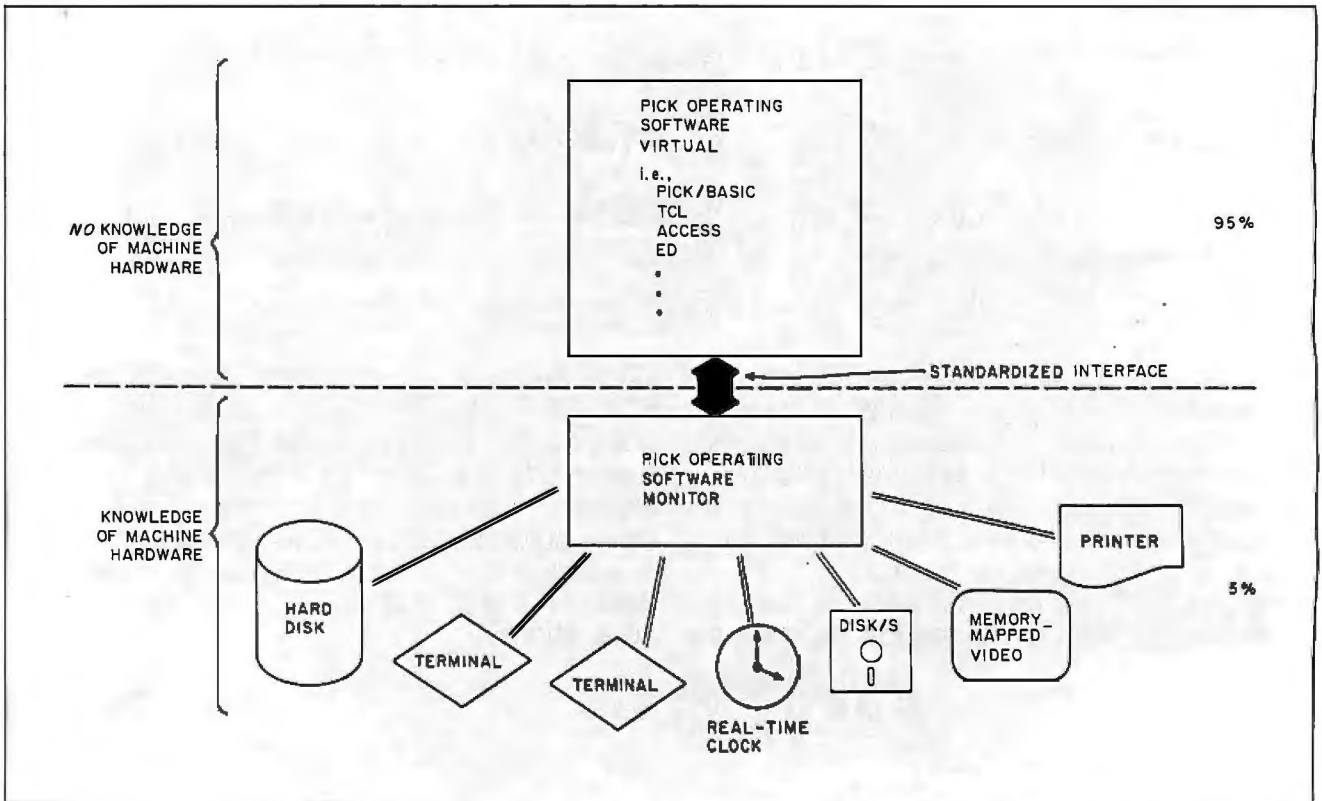 PICK OPERATING
SOFTWARE
VIRTUAL
i.e.,
PICK/BASIC
TCL
ACCESS
ED
NO KNOWLEDGE
OF MACHINE
HARDWARE
95%
STANDARDIZED INTERFACE
PICK OPERATING
SOFTWARE
MONITOR
KNOWLEDGE
OF MACHINE
HARDWARE
HARD
DISK
TERMINAL
TERMINAL
REAL-TIME
CLOCK
DISK/S
MEMORY_
MAPPED
VIDEO
PRINTER
5%